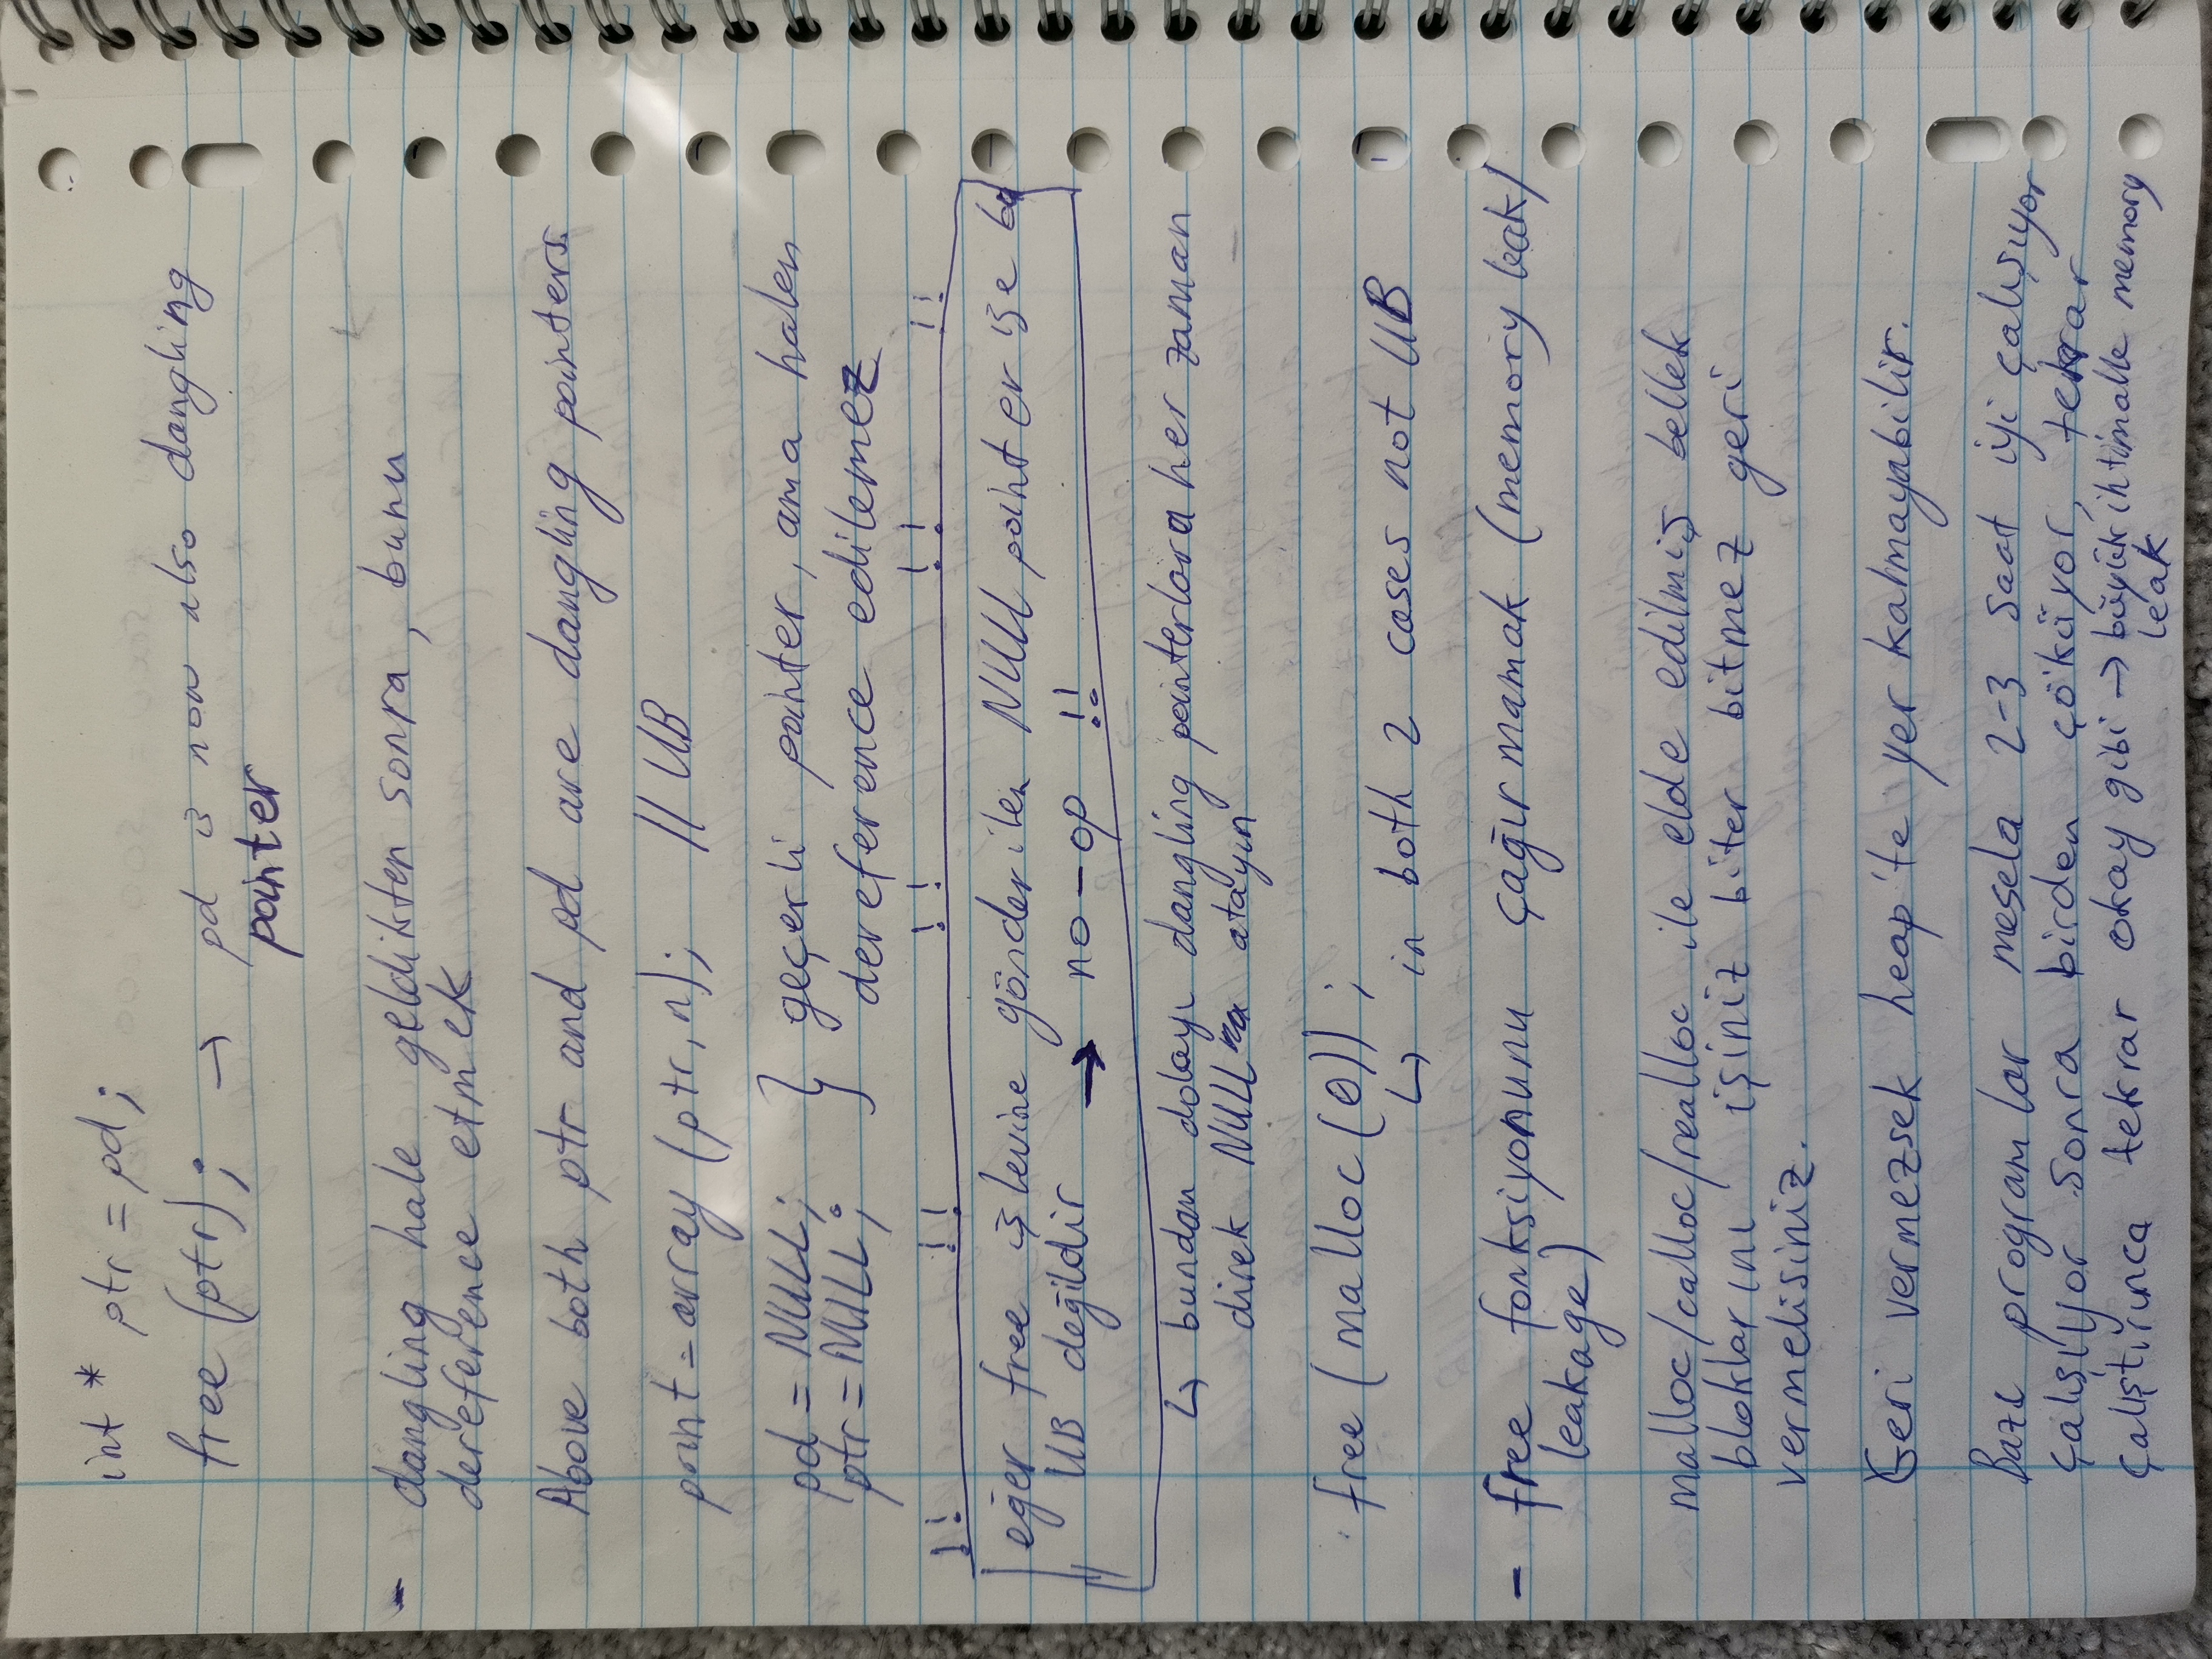 int * ptr = pd;
free (ptr); → pd is now also dangling
pointer
- dangling hale geldikten sonra, bunu
dereference etmek
Above both ptr and pd are dangling pointers.
print_array (ptr, n); // UB
pd = NULL; } geçerli pointer, ama halen
ptr = NULL; dereference edilemez
!! !! !! !! !!
eğer free işlevine gönderilen NULL pointer ise bu
UB değildir → no-op !!
↳ bundan dolayı dangling pointerlara her zaman
direk NULL atayın
free (malloc (0));
↳ in both 2 cases not UB
- free fonksiyonunu çağırmamak (memory leak/
leakage)
malloc/calloc/realloc ile elde edilmiş bellek
bloklarını işiniz biter bitmez geri
vermelisiniz.
Geri vermezsek heap'te yer kalmayabilir.
Bazı programlar mesela 2-3 saat iyi çalışıyor
çalışıyor sonra birden çöküyor, tekrar
çalıştırınca tekrar okay gibi → büyük ihtimalle memory
leak